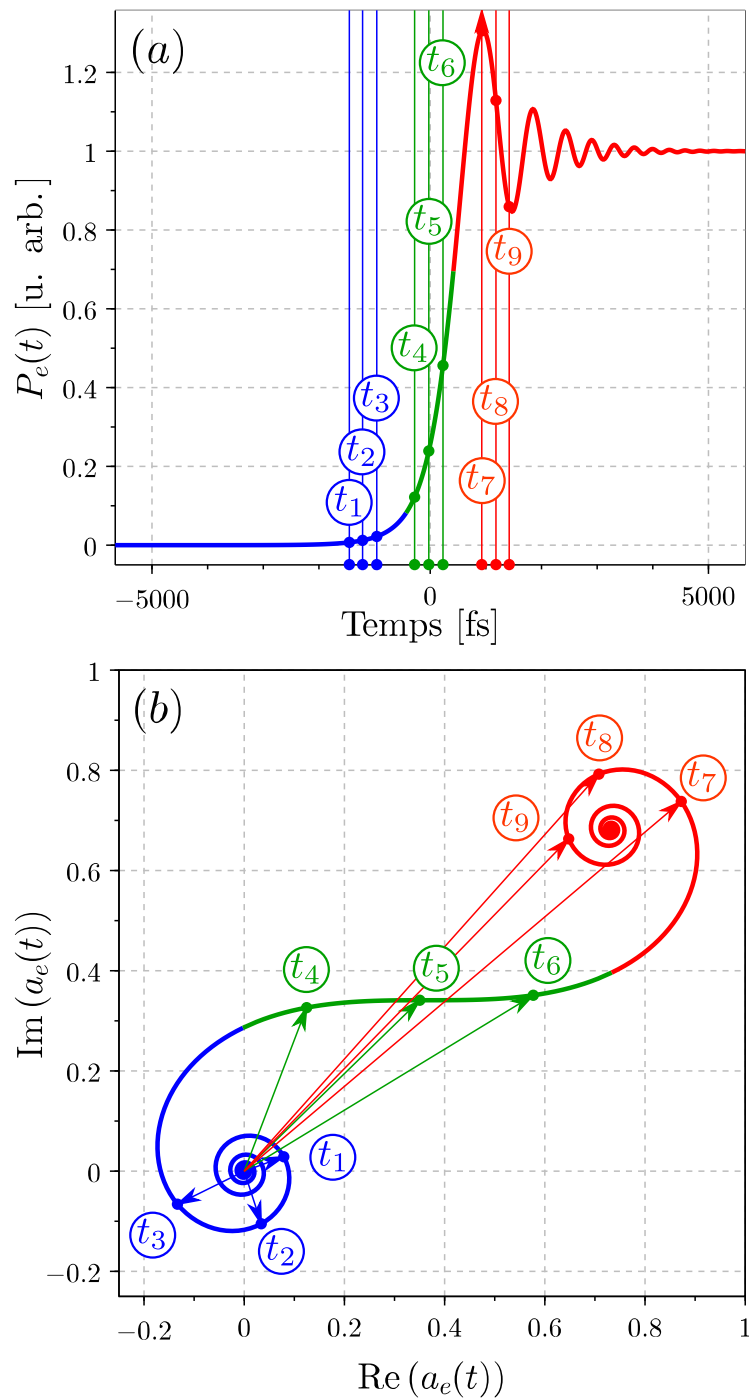 (a)
P_e(t) [u. arb.]
1.2
1
0.8
0.6
0.4
0.2
0
t_6
t_5
t_9
t_4
t_3
t_8
t_2
t_7
t_1
−5000 0 5000
Temps [fs]
(b)
Im (a_e(t))
1
0.8
0.6
0.4
0.2
0
−0.2
t_8
t_7
t_9
t_4
t_5
t_6
t_1
t_3
t_2
−0.2 0 0.2 0.4 0.6 0.8 1
Re (a_e(t))